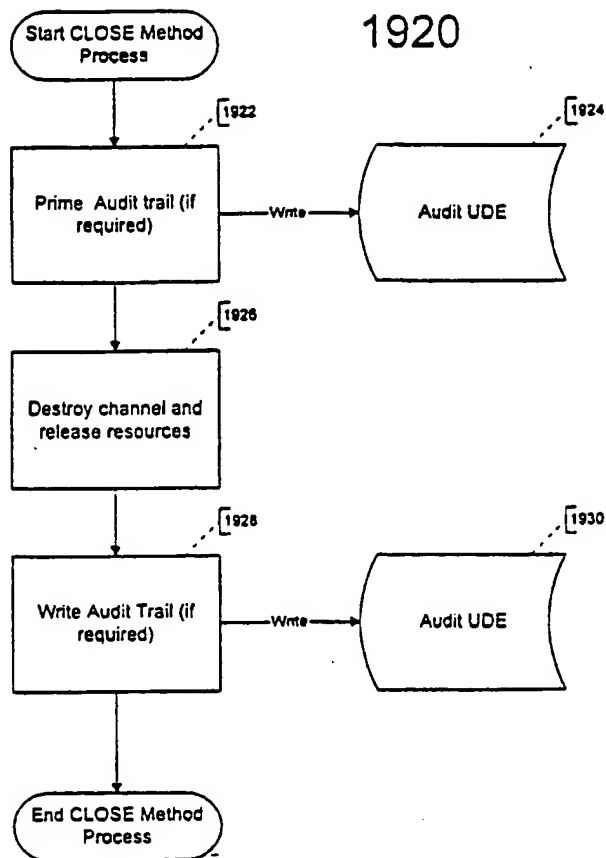 Start CLOSE Method
Process
1920
1922
1924
Prime Audit trail (if
required)
Write
Audit UDE
1926
Destroy channel and
release resources
1928
1930
Write Audit Trail (if
required)
Write
Audit UDE
End CLOSE Method
Process